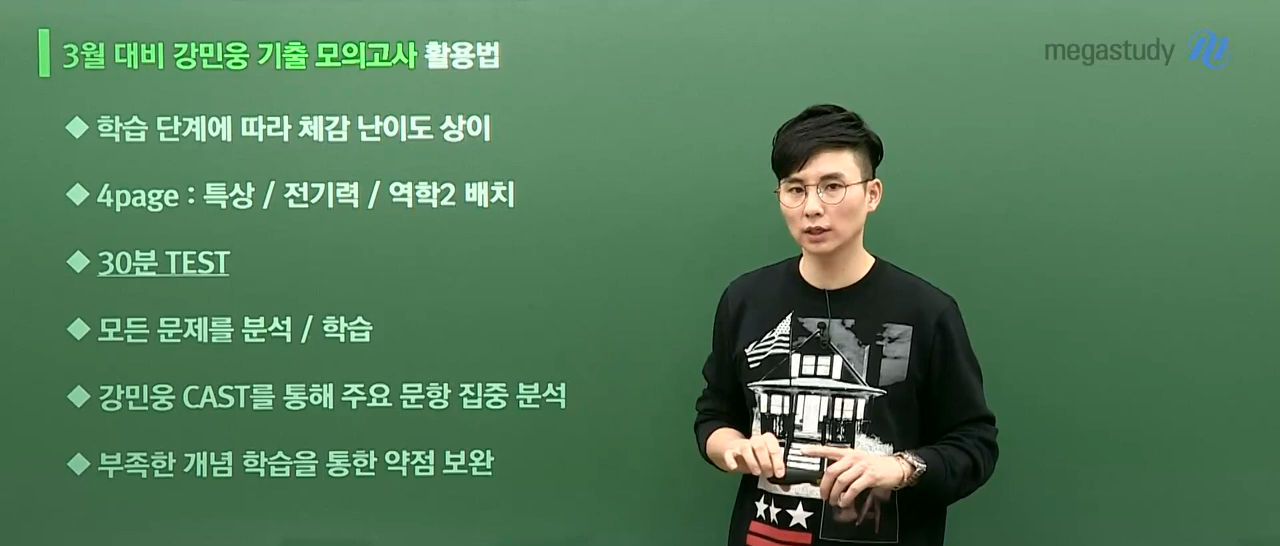 3월 대비 강민웅 기출 모의고사 활용법
megastudy M
◆ 학습 단계에 따라 체감 난이도 상이
◆ 4page : 특상 / 전기력 / 역학2 배치
◆ 30분 TEST
◆ 모든 문제를 분석 / 학습
◆ 강민웅 CAST를 통해 주요 문항 집중 분석
◆ 부족한 개념 학습을 통한 약점 보완